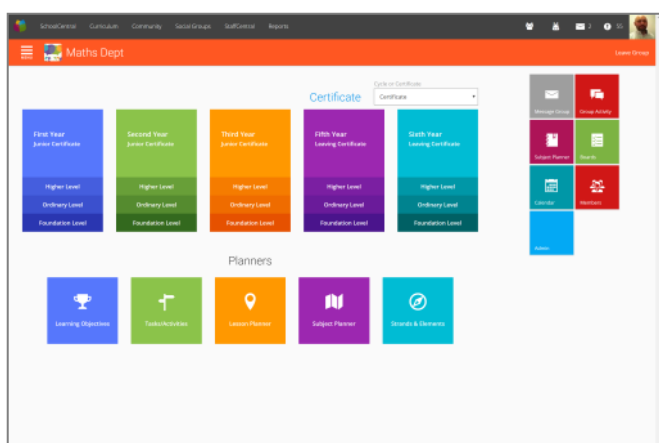 SchoolCentral Curriculum Community Social Groups StaffCentral Reports
Maths Dept
Leave Group
Cycle or Certificate
Certificate Certificate
First Year
Junior Certificate
Higher Level
Ordinary Level
Foundation Level
Second Year
Junior Certificate
Higher Level
Ordinary Level
Foundation Level
Third Year
Junior Certificate
Higher Level
Ordinary Level
Foundation Level
Fifth Year
Leaving Certificate
Higher Level
Ordinary Level
Foundation Level
Sixth Year
Leaving Certificate
Higher Level
Ordinary Level
Foundation Level
Message Group
Group Activity
Subject Planner
Boards
Calendar
Members
Admin
Planners
Learning Objectives
Tasks/Activities
Lesson Planner
Subject Planner
Strands & Elements